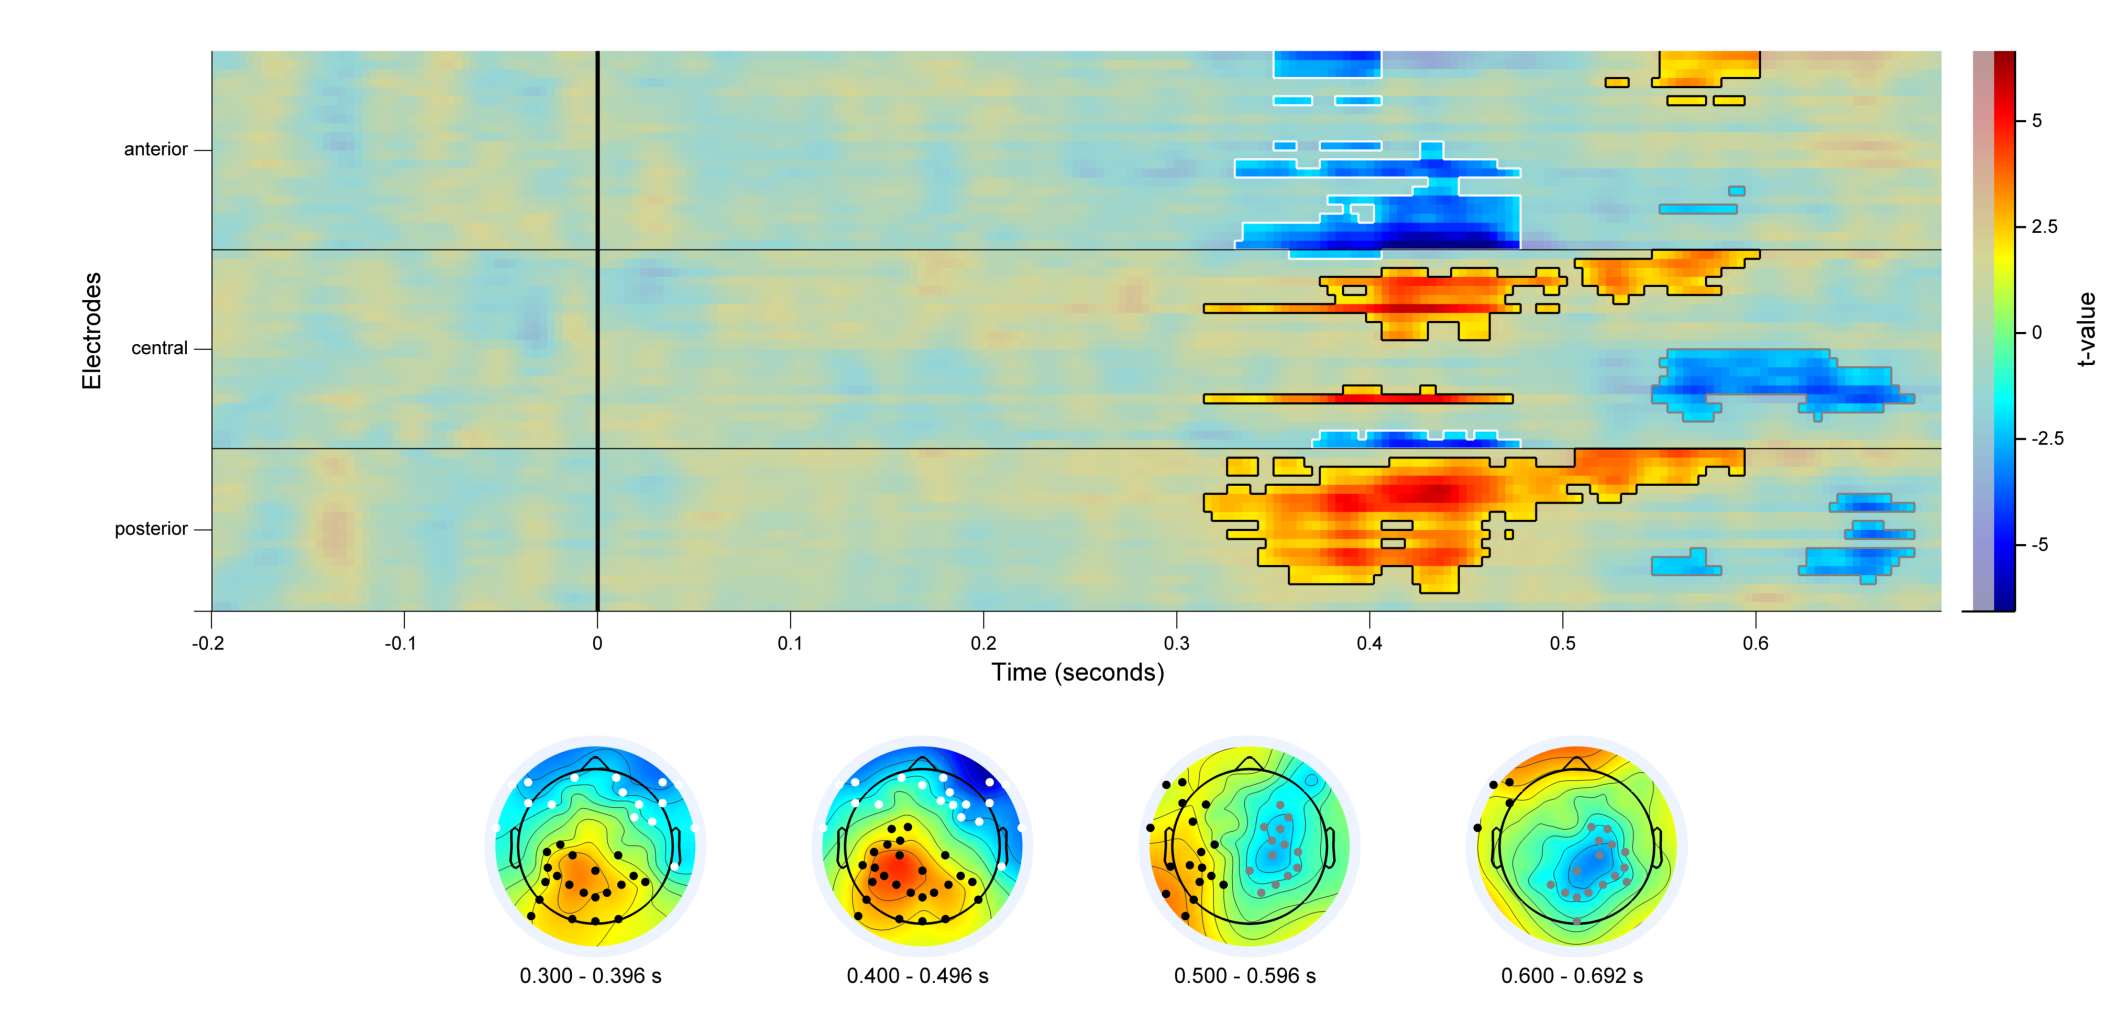 anterior
central
posterior
Electrodes
-0.2 -0.1 0 0.1 0.2 0.3 0.4 0.5 0.6
Time (seconds)
5
2.5
0
-2.5
-5
t-value
0.300 - 0.396 s 0.400 - 0.496 s 0.500 - 0.596 s 0.600 - 0.692 s